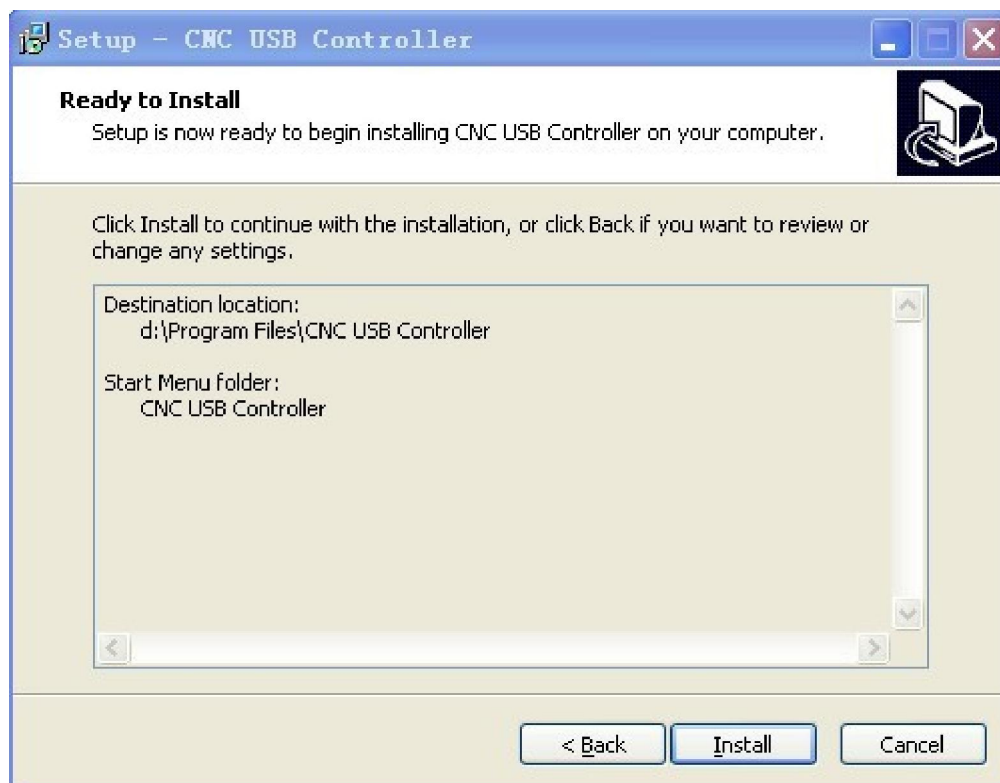 Setup - CNC USB Controller
Ready to Install
Setup is now ready to begin installing CNC USB Controller on your computer.
Click Install to continue with the installation, or click Back if you want to review or
change any settings.
Destination location:
d:\Program Files\CNC USB Controller
Start Menu folder:
CNC USB Controller
< Back
Install
Cancel